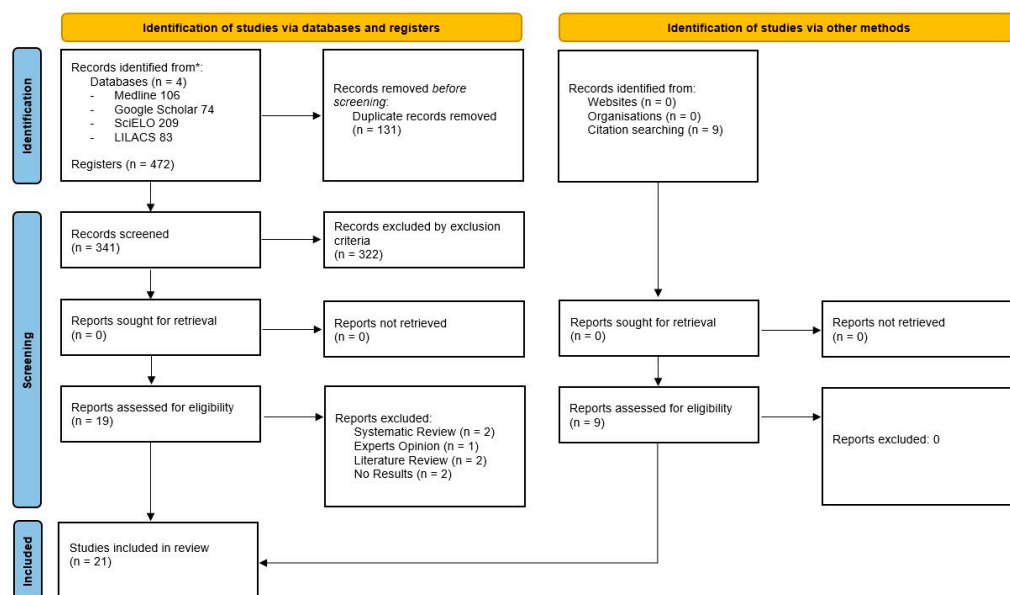 Identification of studies via databases and registers
Identification of studies via other methods
Identification
Records identified from*:
Databases (n = 4)
- Medline 106
- Google Scholar 74
- SciELO 209
- LILACS 83
Registers (n = 472)
Records removed before
screening:
Duplicate records removed
(n = 131)
Records identified from:
Websites (n = 0)
Organisations (n = 0)
Citation searching (n = 9)
Screening
Records screened
(n = 341)
Records excluded by exclusion
criteria
(n = 322)
Reports sought for retrieval
(n = 0)
Reports not retrieved
(n = 0)
Reports sought for retrieval
(n = 0)
Reports not retrieved
(n = 0)
Reports assessed for eligibility
(n = 19)
Reports excluded:
Systematic Review (n = 2)
Experts Opinion (n = 1)
Literature Review (n = 2)
No Results (n = 2)
Reports assessed for eligibility
(n = 9)
Reports excluded: 0
Included
Studies included in review
(n = 21)